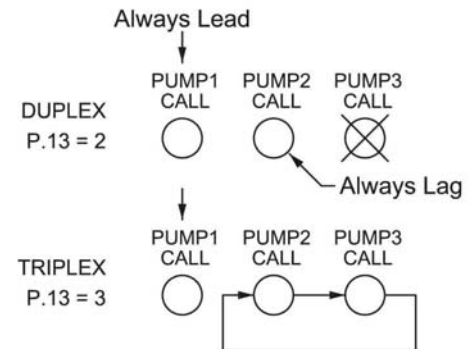 Always Lead
PUMP1 PUMP2 PUMP3
CALL CALL CALL
DUPLEX
P.13 = 2
Always Lag
PUMP1 PUMP2 PUMP3
CALL CALL CALL
TRIPLEX
P.13 = 3